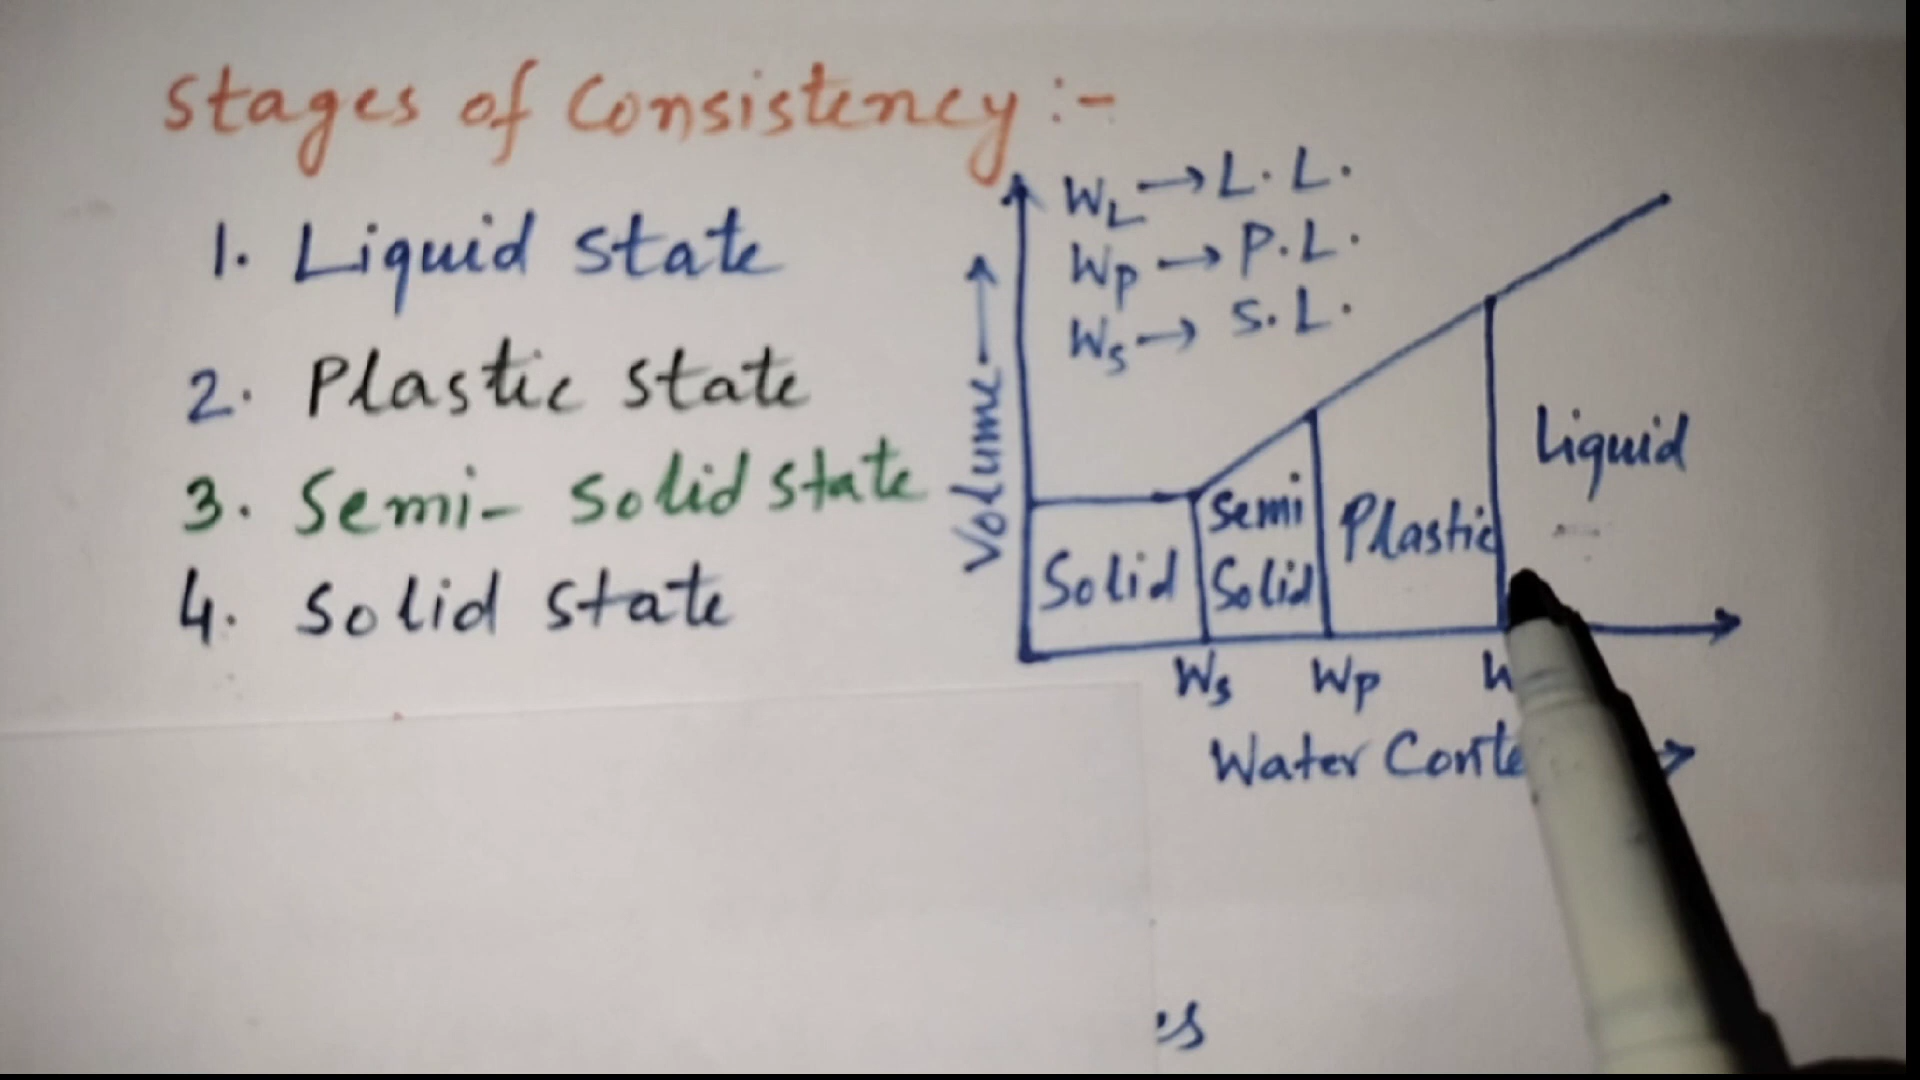 Stages of Consistency :-
1. Liquid State
2. Plastic State
3. Semi-Solid State
4. Solid State
WL → L.L.
Wp → P.L.
Ws → S.L.
Volume →
Solid
Semi Solid
Plastic
Liquid
Ws
Wp
Water